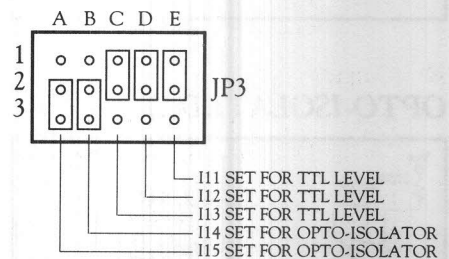 A B C D E
1
2
3
JP3
I11 SET FOR TTL LEVEL
I12 SET FOR TTL LEVEL
I13 SET FOR TTL LEVEL
I14 SET FOR OPTO-ISOLATOR
I15 SET FOR OPTO-ISOLATOR